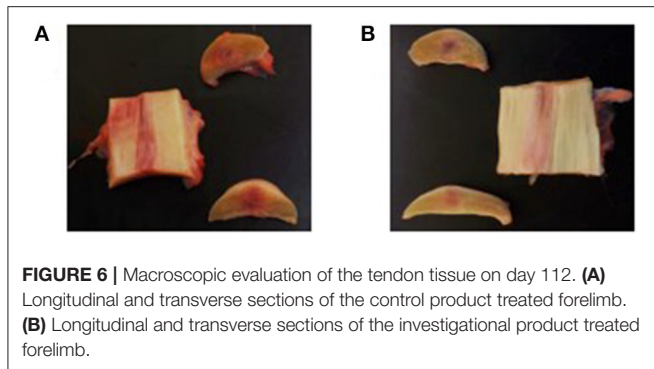 A
B
FIGURE 6 | Macroscopic evaluation of the tendon tissue on day 112. (A)
Longitudinal and transverse sections of the control product treated forelimb.
(B) Longitudinal and transverse sections of the investigational product treated
forelimb.